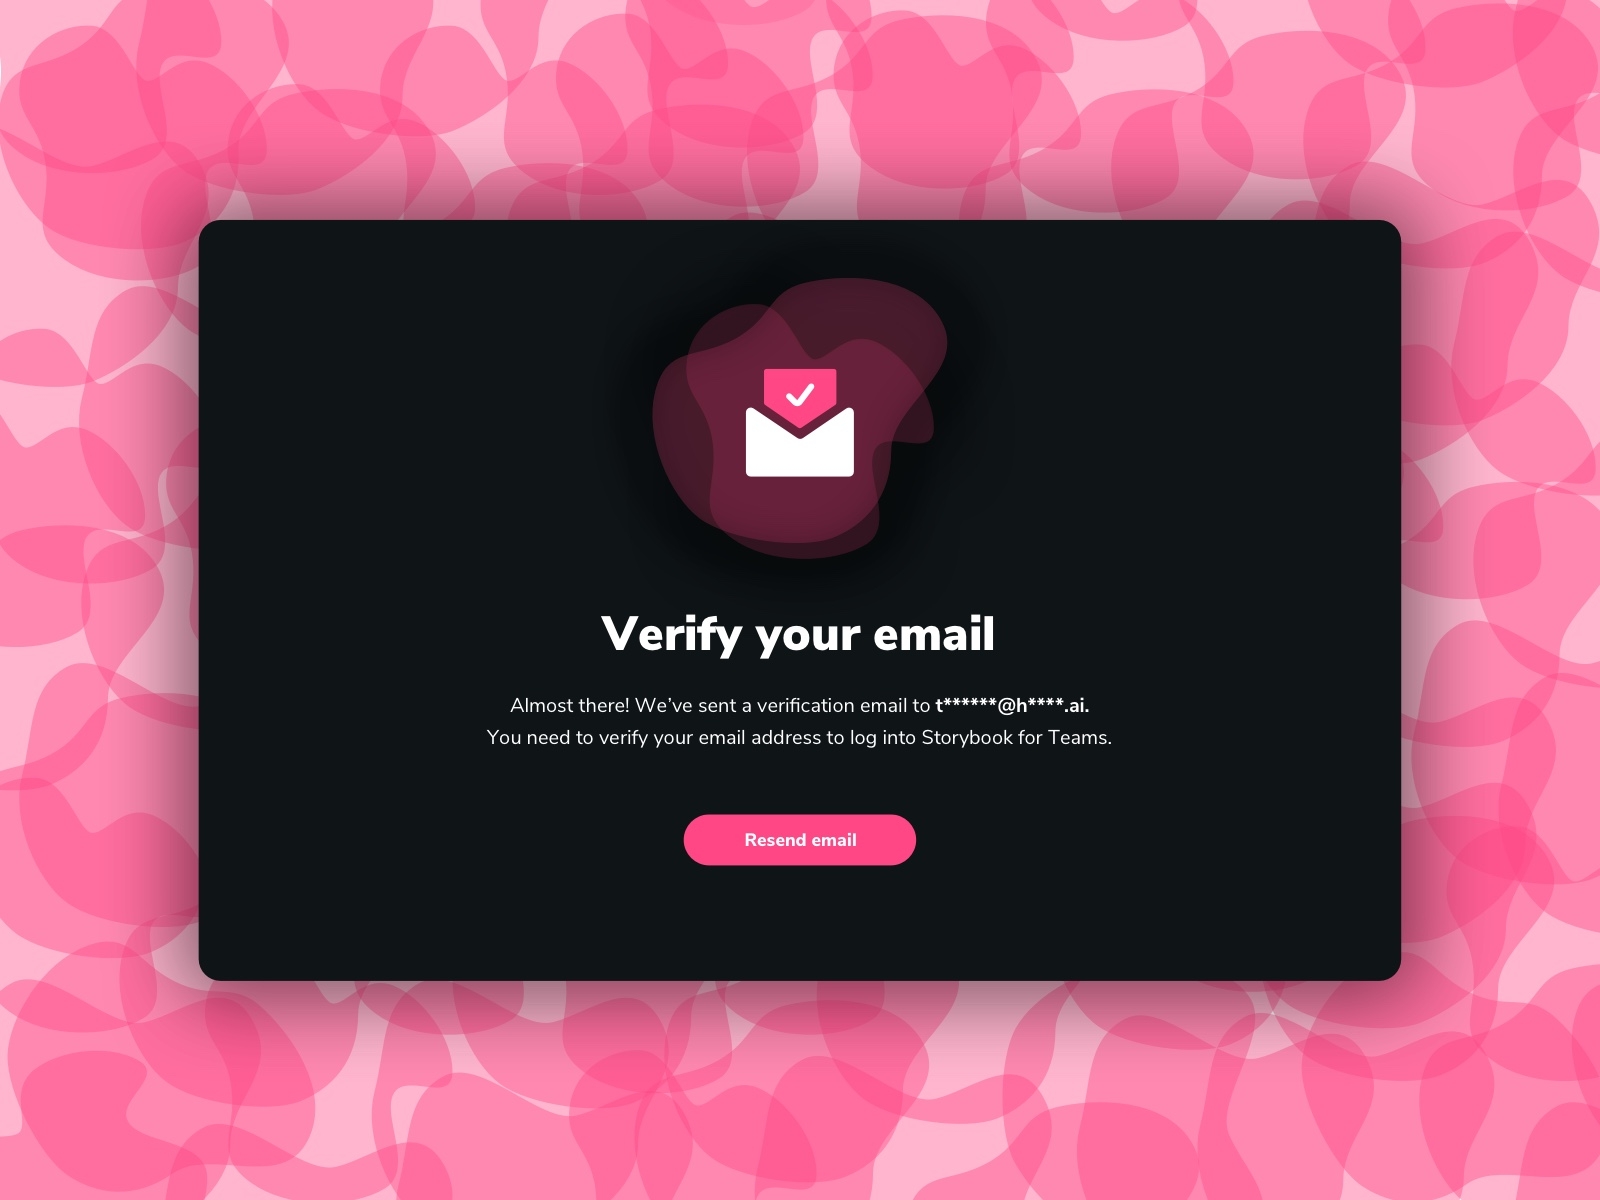 Verify your email
Almost there! We’ve sent a verification email to t******@h****.ai.
You need to verify your email address to log into Storybook for Teams.
Resend email